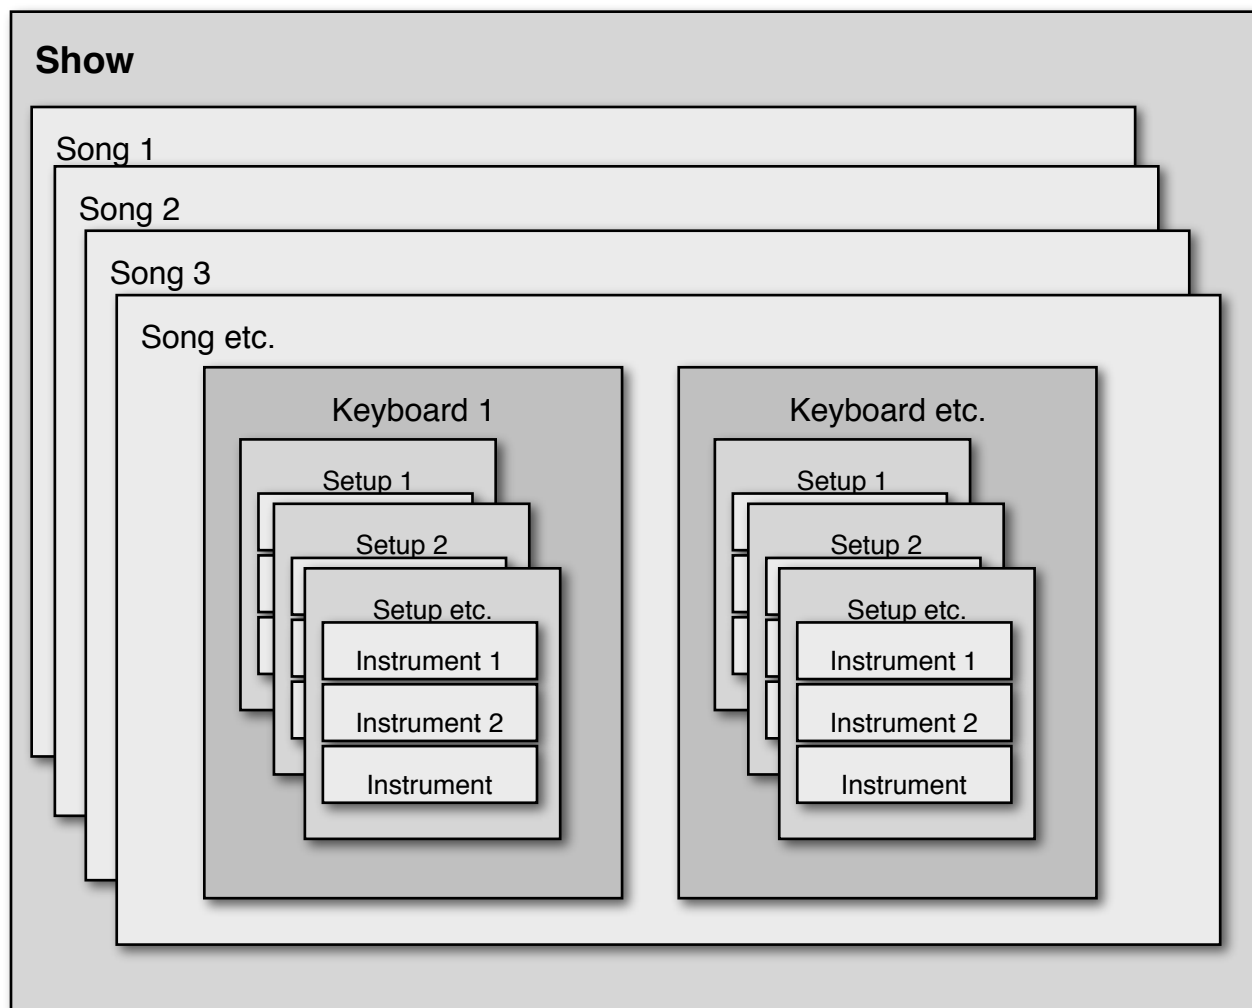 Show
Song 1
Song 2
Song 3
Song etc.
Keyboard 1
Setup 1
Setup 2
Setup etc.
Instrument 1
Instrument 2
Instrument
Keyboard etc.
Setup 1
Setup 2
Setup etc.
Instrument 1
Instrument 2
Instrument